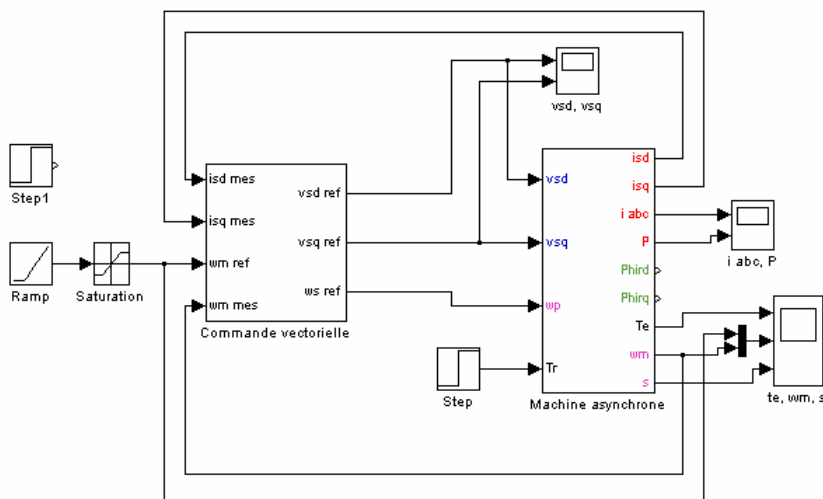 vsd, vsq
Step1
isd mes
isq mes
wm ref
wm mes
vsd ref
vsq ref
ws ref
Commande vectorielle
Ramp
Saturation
vsd
vsq
wp
Tr
isd
isq
i abc
P
Phird
Phirq
Te
wm
s
Machine asynchrone
Step
i abc, P
te, wm, s